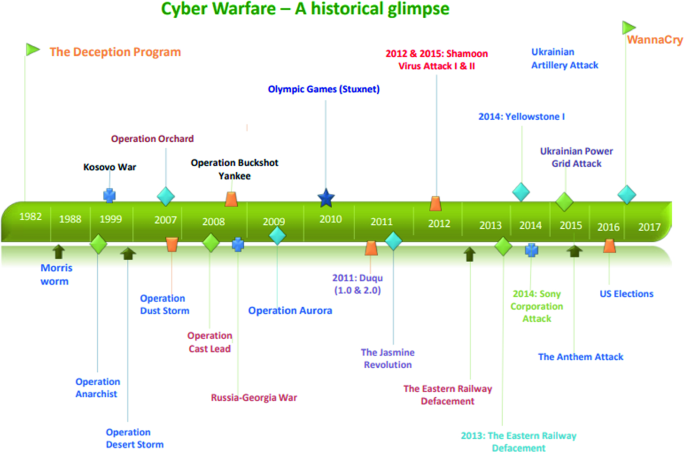 Cyber Warfare – A historical glimpse
The Deception Program
2012 & 2015: Shamoon
Virus Attack I & II
Ukrainian
Artillery Attack
WannaCry
Olympic Games (Stuxnet)
2014: Yellowstone I
Operation Orchard
Kosovo War
Operation Buckshot
Yankee
Ukrainian Power
Grid Attack
1982
1988
1999
2007
2008
2009
2010
2011
2012
2013
2014
2015
2016
2017
Morris
worm
Operation
Dust Storm
Operation Aurora
2011: Duqu
(1.0 & 2.0)
2014: Sony
Corporation
Attack
US Elections
Operation
Cast Lead
The Jasmine
Revolution
The Anthem Attack
Operation
Anarchist
Russia-Georgia War
The Eastern Railway
Defacement
Operation
Desert Storm
2013: The Eastern Railway
Defacement